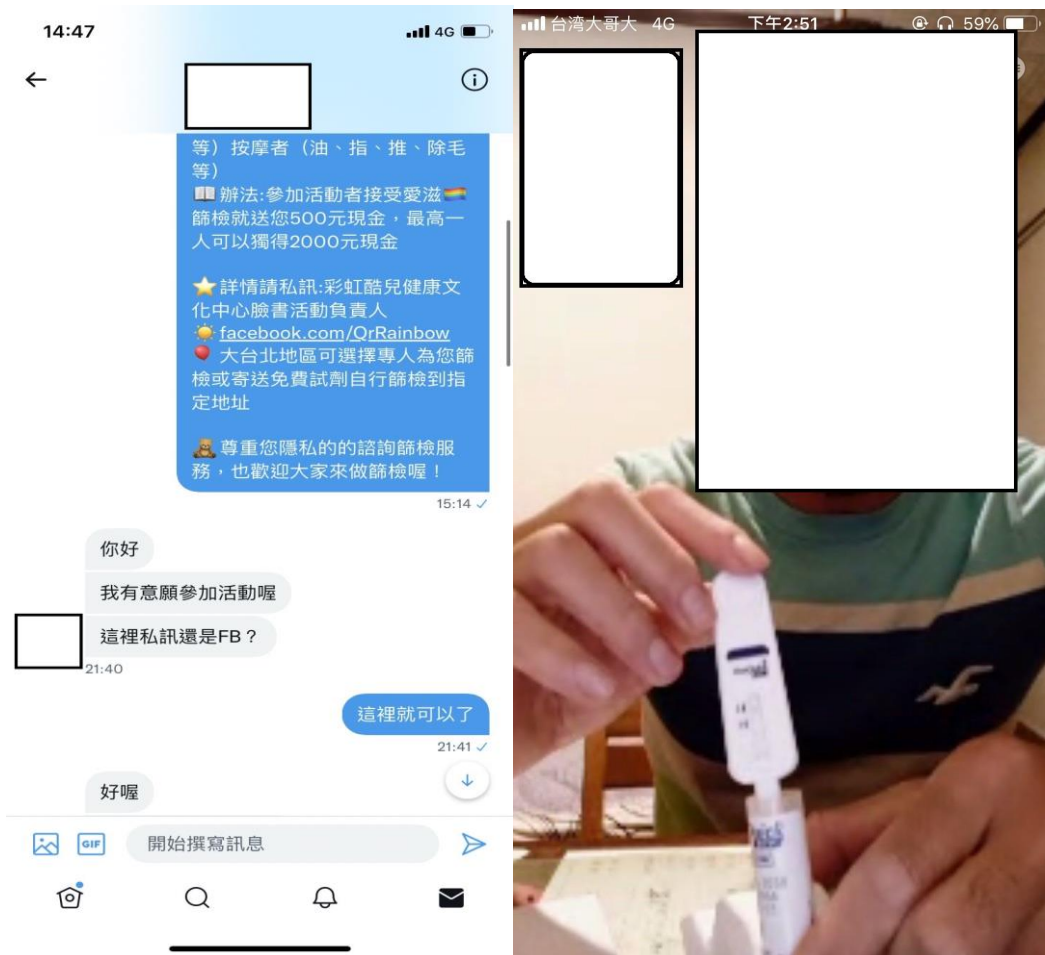 14:47
4G
等）按摩者（油、指、推、除毛
等）
📖 辦法:參加活動者接受愛滋🏳️‍🌈
篩檢就送您500元現金，最高一
人可以獨得2000元現金
⭐詳情請私訊:彩虹酷兒健康文
化中心臉書活動負責人
☀️ facebook.com/QrRainbow
🎈 大台北地區可選擇專人為您篩
檢或寄送免費試劑自行篩檢到指
定地址
🧸 尊重您隱私的的諮詢篩檢服
務，也歡迎大家來做篩檢喔！
15:14
你好
我有意願參加活動喔
這裡私訊還是FB？
21:40
這裡就可以了
21:41
好喔
GIF
開始撰寫訊息
台湾大哥大 4G 下午2:51 59%